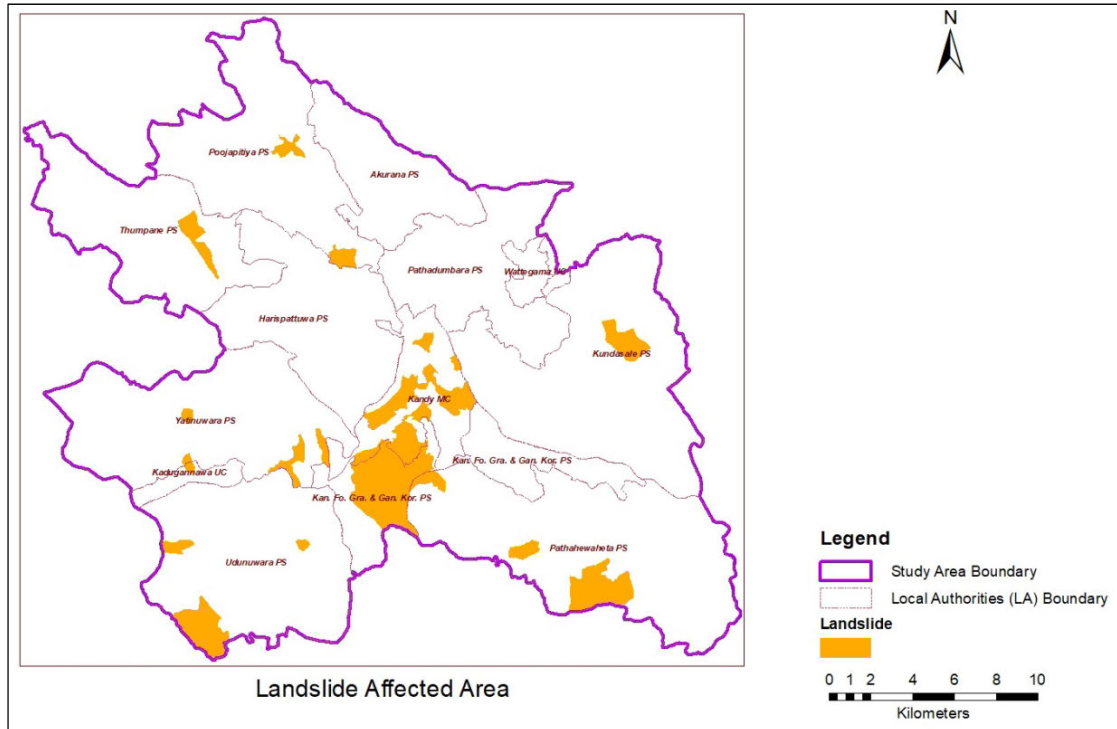 N
Poojapitiya PS
Akurana PS
Thumpane PS
Pathadumbara PS
Wattegama UC
Harispattuwa PS
Kundasale PS
Kandy MC
Yatinuwara PS
Kadugannawa UC
Kan. Fo. Gra. & Gan. Kor. PS
Kan. Fo. Gra. & Gan. Kor. PS
Udunuwara PS
Pathahewaheta PS
Legend
Study Area Boundary
Local Authorities (LA) Boundary
Landslide
0 1 2 4 6 8 10
Kilometers
Landslide Affected Area